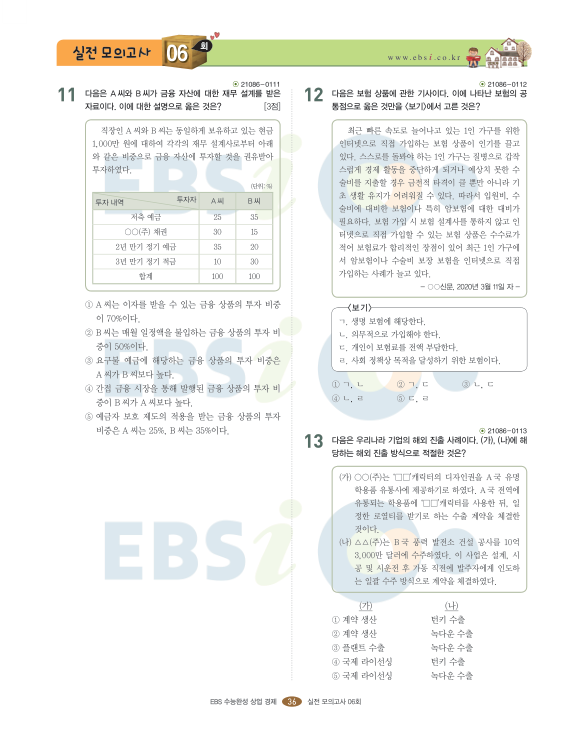 실전 모의고사 06 회
www.ebsi.co.kr
21086-0111
11 다음은 A씨와 B씨가 금융 자산에 대한 재무 설계를 받은
자료이다. 이에 대한 설명으로 옳은 것은? [3점]
직장인 A씨와 B씨는 동일하게 보유하고 있는 현금
1,000만 원에 대하여 각각의 재무 설계사로부터 아래
와 같은 비중으로 금융 자산에 투자할 것을 권유받아
투자하였다.
(단위: %)
투자 내역 투자자 A씨 B씨
저축 예금 25 35
○○(주) 채권 30 15
2년 만기 정기 예금 35 20
3년 만기 정기 적금 10 30
합계 100 100
① A씨는 이자를 받을 수 있는 금융 상품의 투자 비중
이 70%이다.
② B씨는 매월 일정액을 불입하는 금융 상품의 투자 비
중이 50%이다.
③ 요구불 예금에 해당하는 금융 상품의 투자 비중은
A씨가 B씨보다 높다.
④ 간접 금융 시장을 통해 발행된 금융 상품의 투자 비
중이 B씨가 A씨보다 높다.
⑤ 예금자 보호 제도의 적용을 받는 금융 상품의 투자
비중은 A씨는 25%, B씨는 35%이다.
21086-0112
12 다음은 보험 상품에 관한 기사이다. 이에 나타난 보험의 공
통점으로 옳은 것만을 〈보기〉에서 고른 것은?
최근 빠른 속도로 늘어나고 있는 1인 가구를 위한
인터넷으로 직접 가입하는 보험 상품이 인기를 끌고
있다. 스스로를 돌봐야 하는 1인 가구는 질병으로 갑작
스럽게 경제 활동을 중단하게 되거나 예상치 못한 수
술비를 지출할 경우 금전적 타격이 클 뿐만 아니라 기
초 생활 유지가 어려워질 수 있다. 따라서 입원비, 수
술비에 대비한 보험이나 특히 암보험에 대한 대비가
필요하다. 보험 가입 시 보험 설계사를 통하지 않고 인
터넷으로 직접 가입할 수 있는 보험 상품은 수수료가
적어 보험료가 합리적인 장점이 있어 최근 1인 가구에
서 암보험이나 수술비 보장 보험을 인터넷으로 직접
가입하는 사례가 늘고 있다.
- ○○신문, 2020년 3월 11일 자 -
〈보기〉
ㄱ. 생명 보험에 해당한다.
ㄴ. 의무적으로 가입해야 한다.
ㄷ. 개인이 보험료를 전액 부담한다.
ㄹ. 사회 정책상 목적을 달성하기 위한 보험이다.
① ㄱ, ㄴ ② ㄱ, ㄷ ③ ㄴ, ㄷ
④ ㄴ, ㄹ ⑤ ㄷ, ㄹ
21086-0113
13 다음은 우리나라 기업의 해외 진출 사례이다. (가), (나)에 해
당하는 해외 진출 방식으로 적절한 것은?
(가) ○○(주)는 '□□'캐릭터의 디자인권을 A국 유명
학용품 유통사에 제공하기로 하였다. A국 전역에
유통되는 학용품에 '□□'캐릭터를 사용한 뒤, 일
정한 로열티를 받기로 하는 수출 계약을 체결한
것이다.
(나) △△(주)는 B국 풍력 발전소 건설 공사를 10억
3,000만 달러에 수주하였다. 이 사업은 설계, 시
공 및 시운전 후 가동 직전에 발주자에게 인도하
는 일괄 수주 방식으로 계약을 체결하였다.
(가) (나)
① 계약 생산 턴키 수출
② 계약 생산 녹다운 수출
③ 플랜트 수출 녹다운 수출
④ 국제 라이선싱 턴키 수출
⑤ 국제 라이선싱 녹다운 수출
EBS 수능완성 상업 경제 36 실전 모의고사 06회